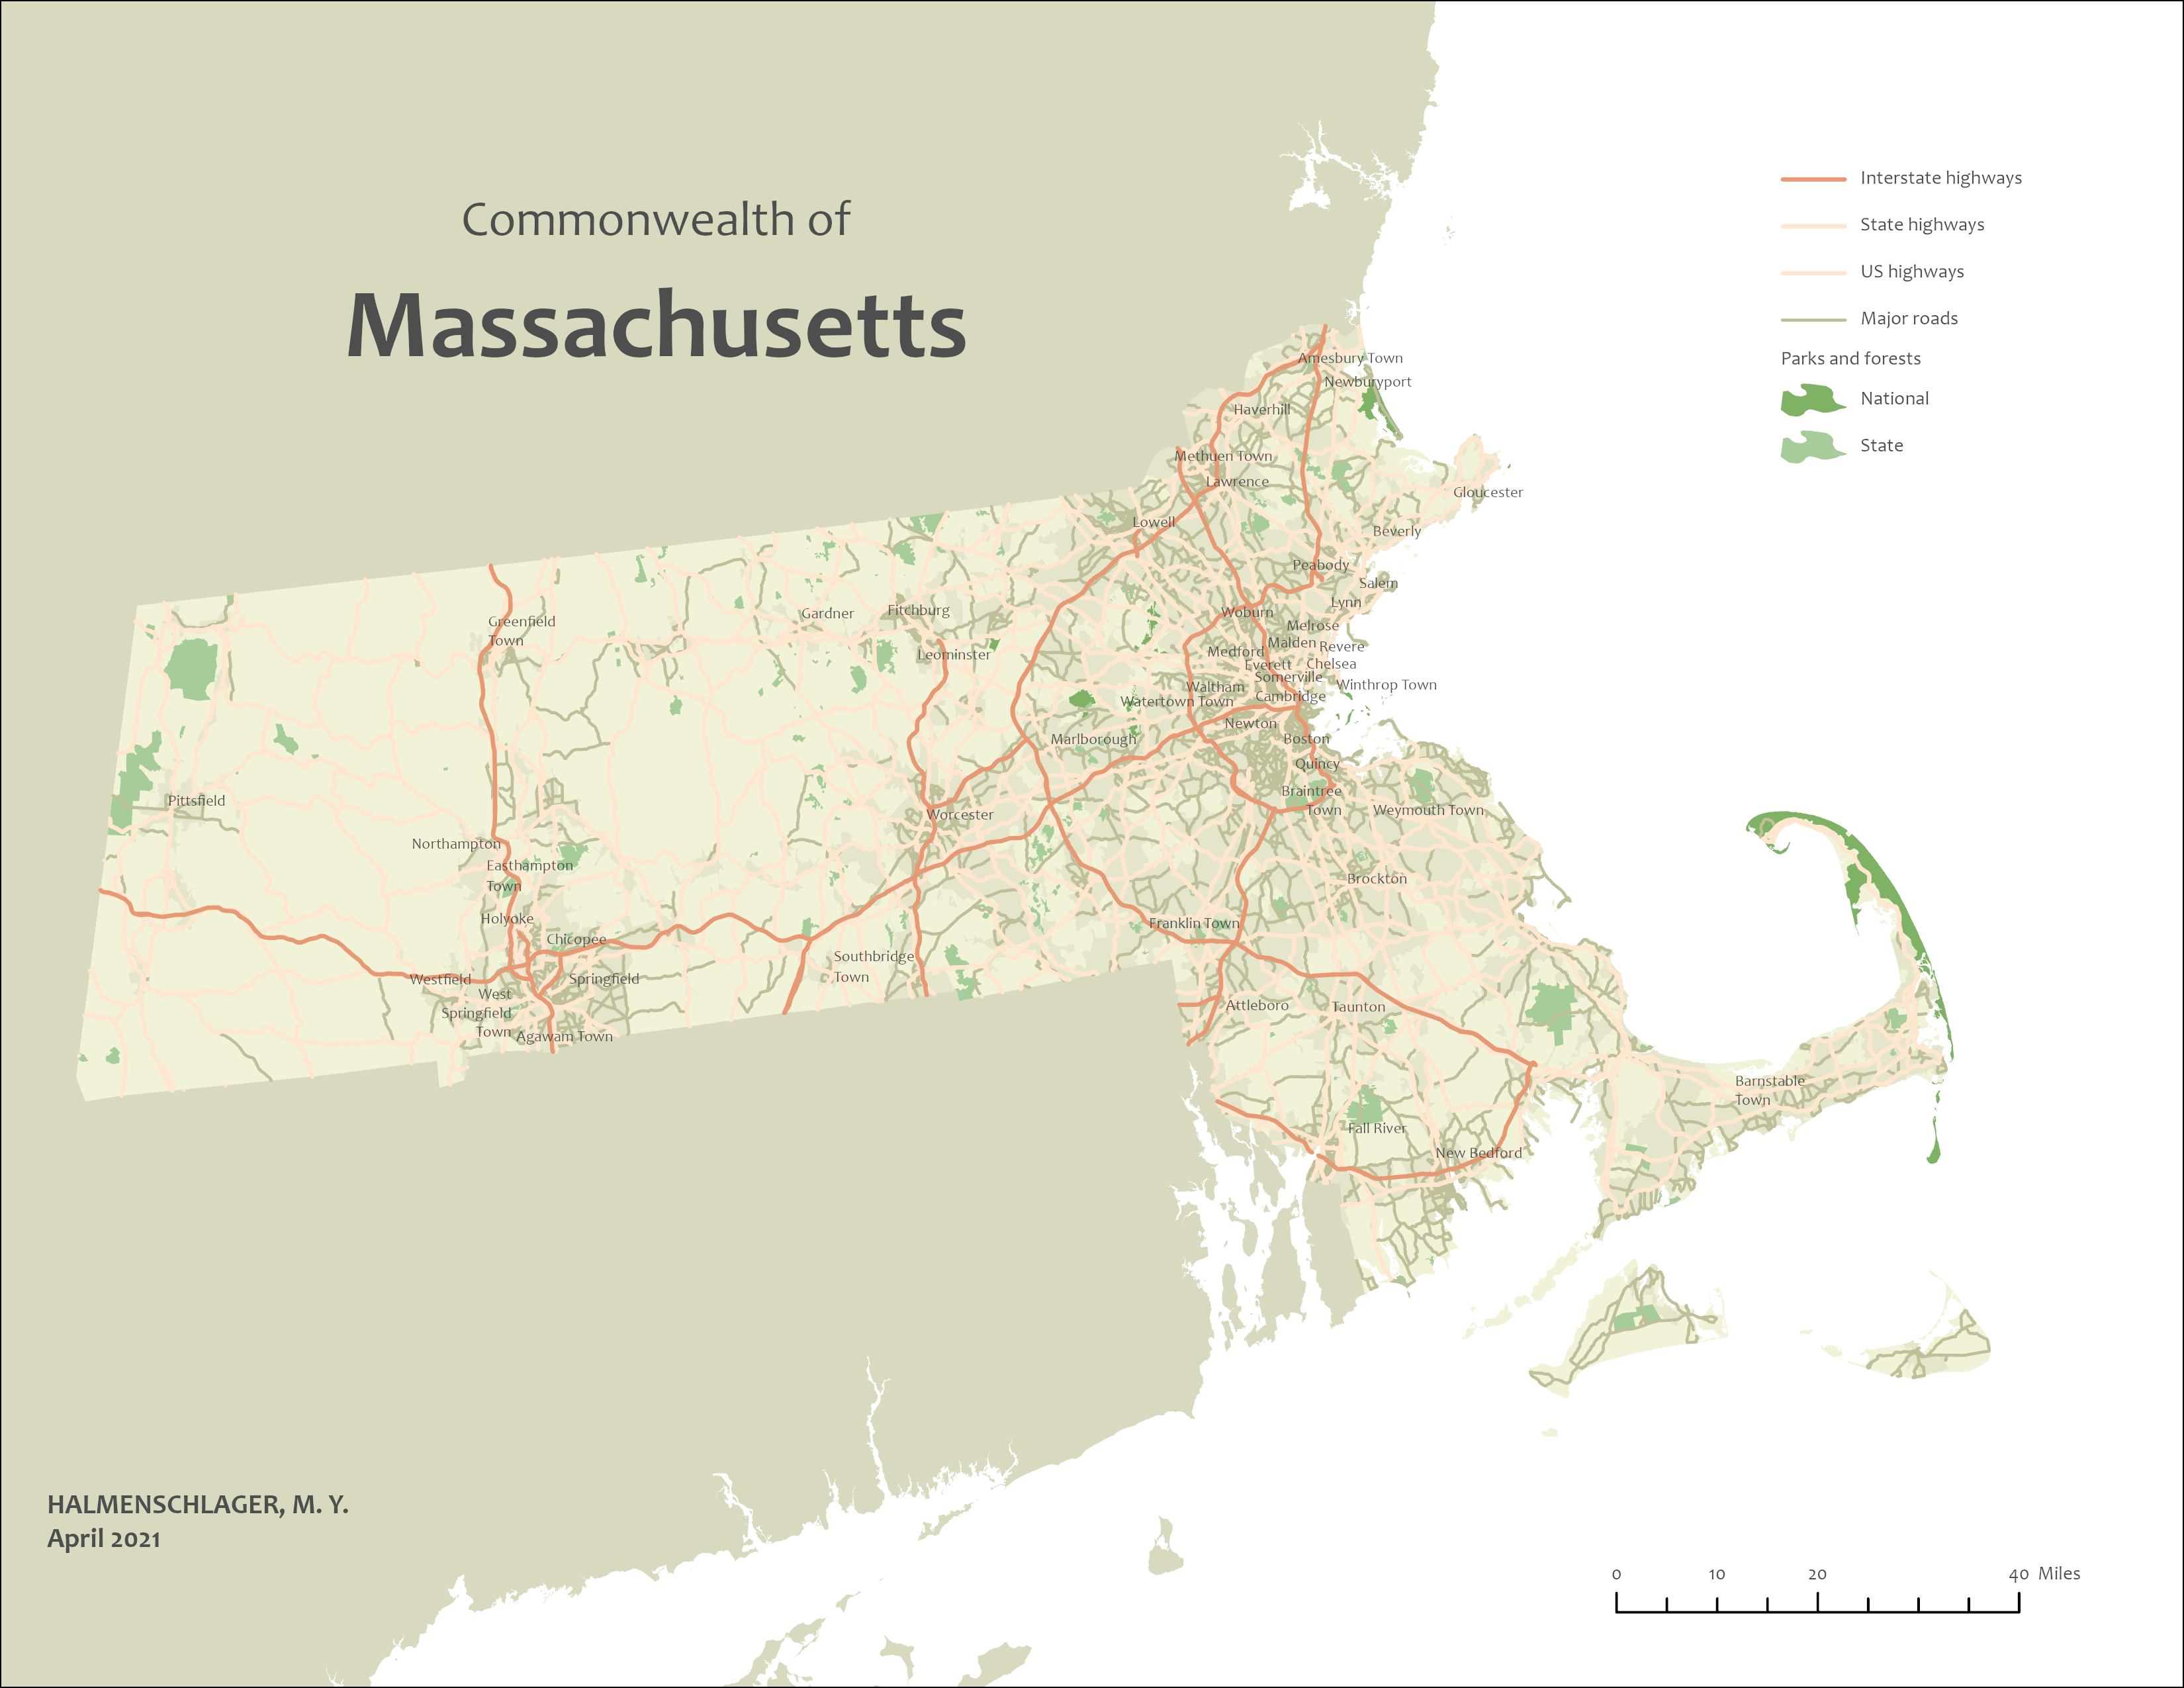 Commonwealth of
Massachusetts
Interstate highways
State highways
US highways
Major roads
Parks and forests
National
State
Amesbury Town
Newburyport
Haverhill
Methuen Town
Lawrence
Gloucester
Lowell
Beverly
Peabody
Salem
Lynn
Woburn
Gardner
Fitchburg
Greenfield
Town
Melrose
Malden
Revere
Medford
Leominster
Everett
Chelsea
Somerville
Winthrop Town
Waltham
Cambridge
Watertown Town
Newton
Marlborough
Boston
Quincy
Braintree
Town
Weymouth Town
Pittsfield
Worcester
Northampton
Easthampton
Town
Brockton
Holyoke
Franklin Town
Chicopee
Southbridge
Town
Westfield
Springfield
West
Springfield
Town
Attleboro
Taunton
Agawam Town
Barnstable
Town
Fall River
New Bedford
HALMENSCHLAGER, M. Y.
April 2021
0 10 20 40 Miles